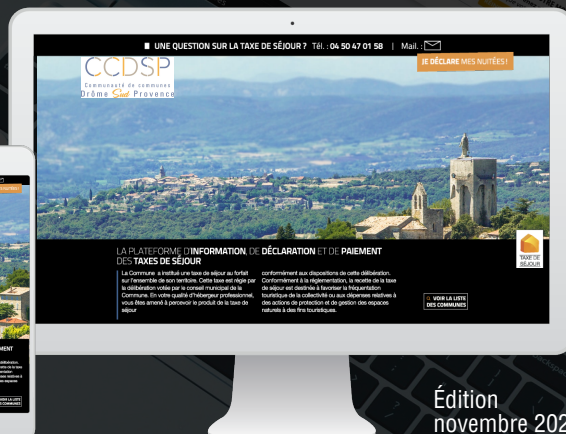 UNE QUESTION SUR LA TAXE DE SÉJOUR ? Tél. : 04 50 47 01 58 | Mail. :
JE DÉCLARE MES NUITÉES !
CCDSP
Communauté de communes
Drôme Sud Provence
LA PLATEFORME D'INFORMATION, DE DÉCLARATION ET DE PAIEMENT
DES TAXES DE SÉJOUR
La Commune a institué une taxe de séjour au forfait
sur l'ensemble de son territoire. Cette taxe est régie par
la délibération votée par le conseil municipal de la
Commune. En votre qualité d'hébergeur professionnel,
vous êtes amené à percevoir le produit de la taxe de
séjour
conformément aux dispositions de cette délibération.
Conformément à la réglementation, la recette de la taxe
de séjour est destinée à favoriser la fréquentation
touristique de la collectivité ou aux dépenses relatives à
des actions de protection et de gestion des espaces
naturels à des fins touristiques.
TAXE DE
SÉJOUR
VOIR LA LISTE
DES COMMUNES
Édition
novembre 202